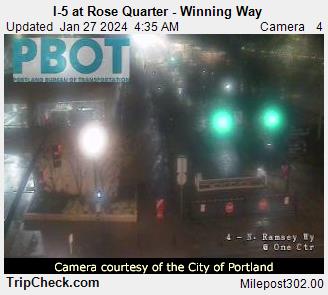 I-5 at Rose Quarter - Winning Way
Updated Jan 27 2024 4:35 AM Camera 4
PBOT
PORTLAND BUREAU OF TRANSPORTATION
4 - N. Ramsey Wy
@ One Ctr
Camera courtesy of the City of Portland
TripCheck.com Milepost302.00